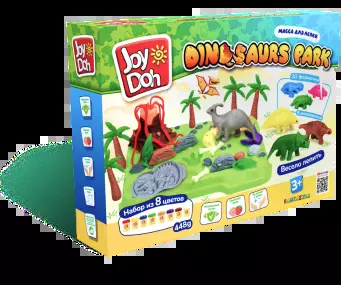 МАССА ДЛЯ ЛЕПКИ
Joy
Doh
DINOSAURS PARK
Весело лепить
Набор из 8 цветов
448g
3+